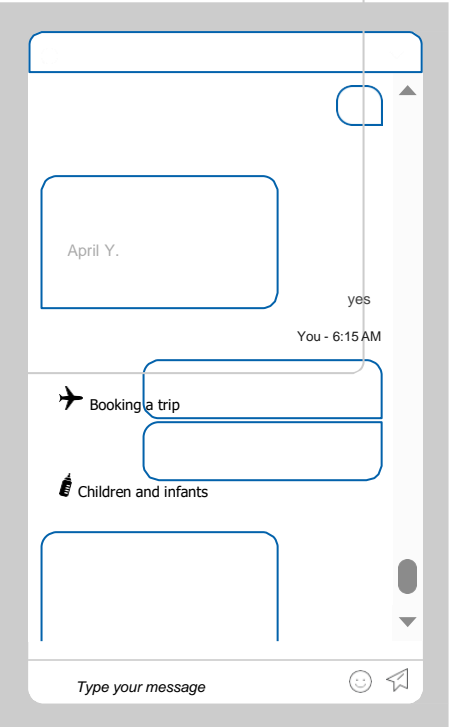 April Y.
yes
You - 6:15 AM
Booking a trip
Children and infants
Type your message